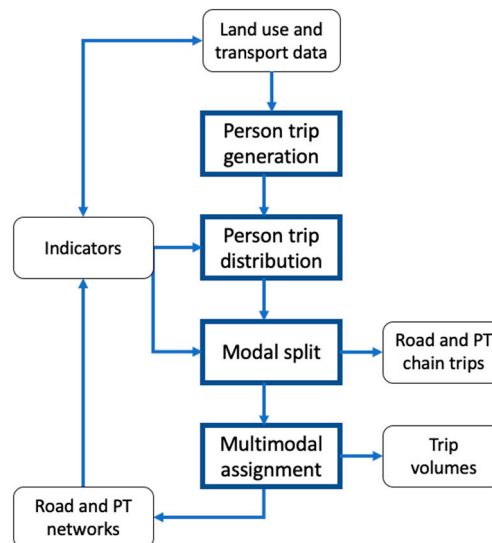 Land use and
transport data
Person trip
generation
Indicators
Person trip
distribution
Modal split
Road and PT
chain trips
Multimodal
assignment
Trip
volumes
Road and PT
networks